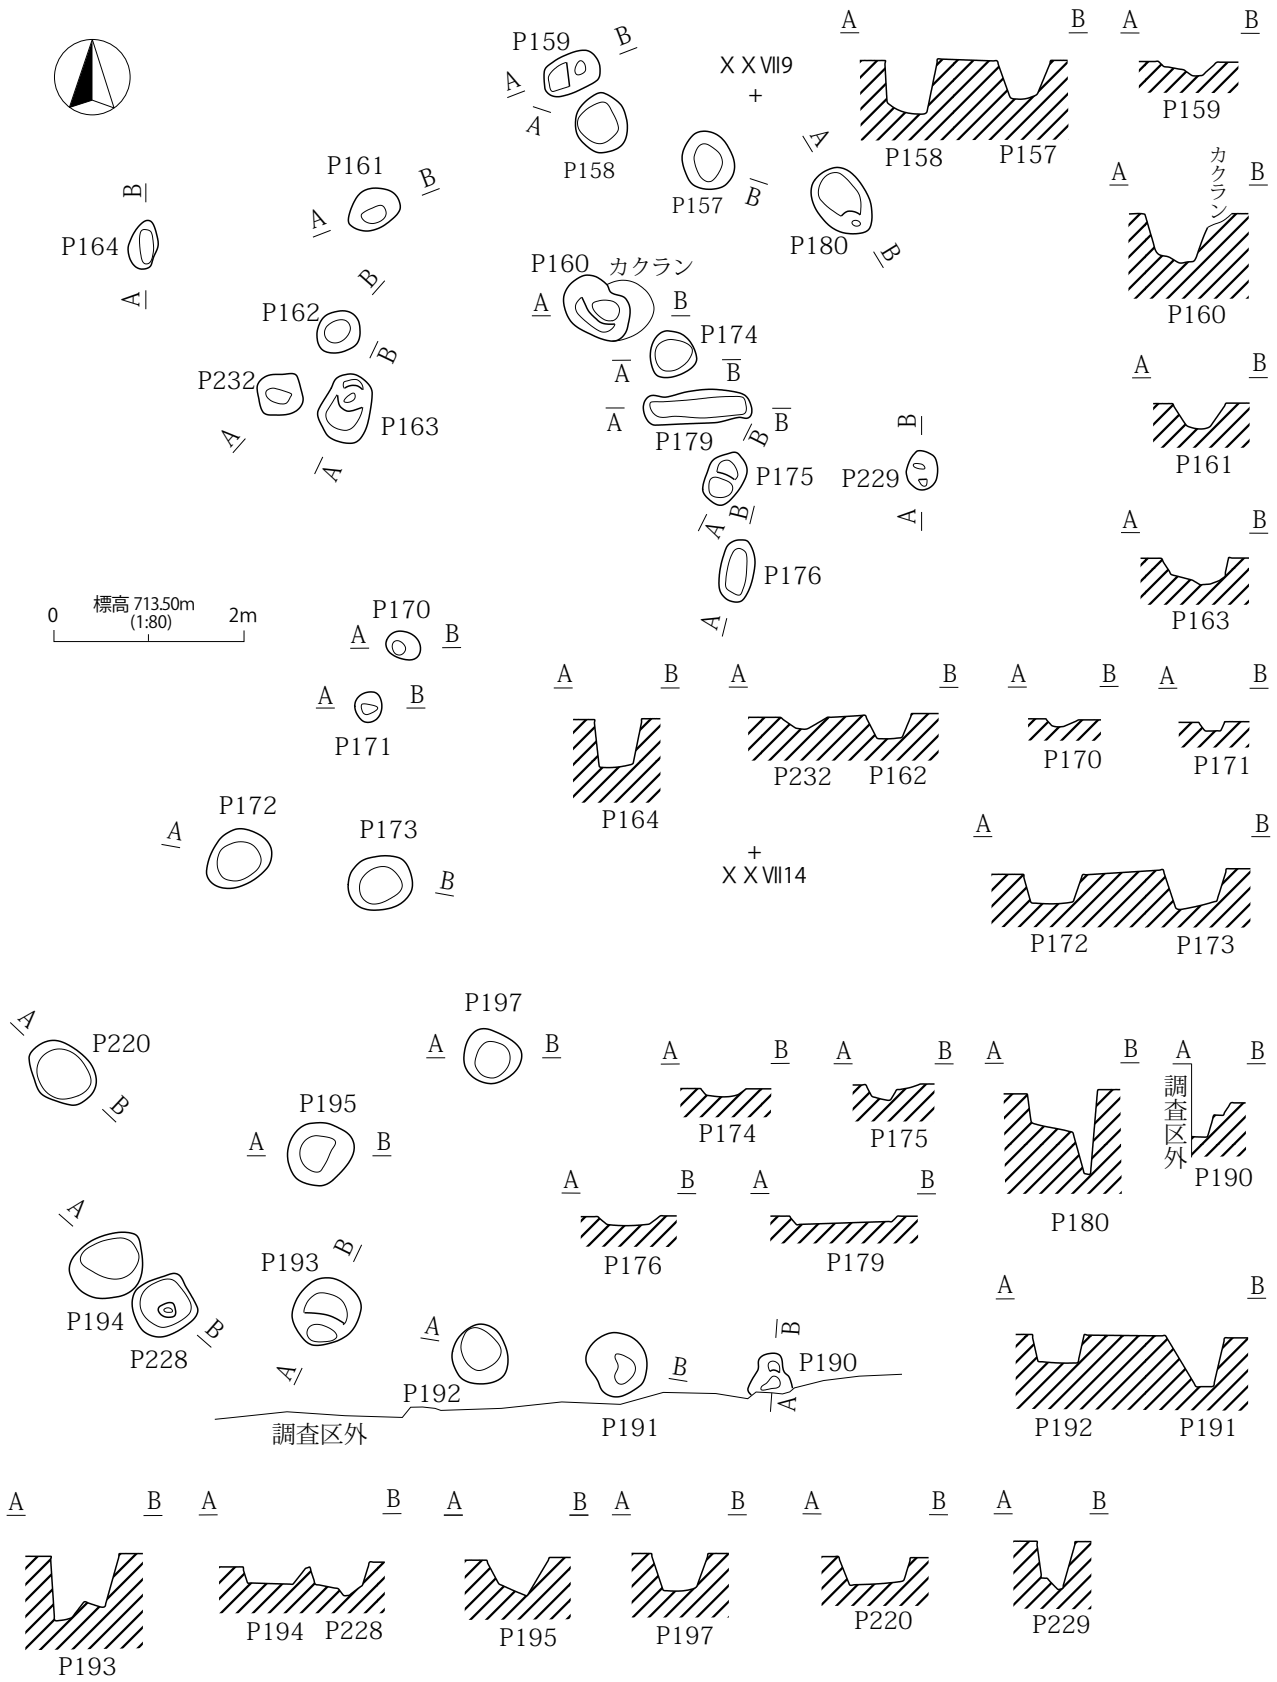 A B A B
P159 B
ⅩⅩⅦ9
A
A
P158 P157
P159
P158
P157
B
A
B
P180
P161 B
A
B
P164
A
カクラン
A B
P160
P160 カクラン
A B
B
P162
B
P174
A B
P232
P163
A
A
A B
P179
A B
P161
B
P175
A
B
P229
A
B
P176
A
A B
P163
0 標高 713.50m 2m
(1:80)
P170
A B
A B
P171
A B
P164
A B
P232 P162
A B
P170
A B
P171
P172
A
P173
B
+
ⅩⅩⅦ14
A B
P172 P173
A
P220
B
P197
A B
P195
A B
A B
P174
A B
P175
A B
P180
A B
調査区外
P190
A B
P176
A B
P179
A
P194
P228
B
P193 B
A
A
P192
P191
B
B
P190
A
調査区外
A B
P192 P191
A B
P193
A B
P194 P228
A B
P195
A B
P197
A B
P220
A B
P229